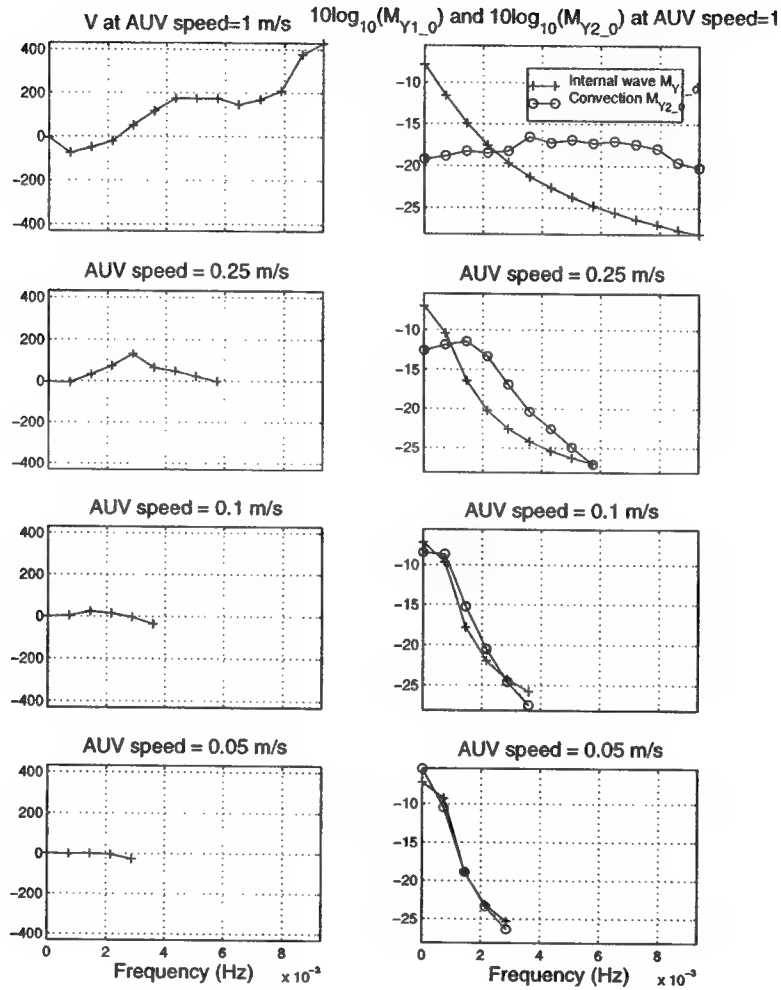 V at AUV speed=1 m/s
10log10(MY1_0) and 10log10(MY2_0) at AUV speed=1
400
200
0
−200
−400
−5
−10
−15
−20
−25
Internal wave MY1_0
Convection MY2_0
AUV speed = 0.25 m/s
AUV speed = 0.25 m/s
400
200
0
−200
−400
−10
−15
−20
−25
AUV speed = 0.1 m/s
AUV speed = 0.1 m/s
400
200
0
−200
−400
−10
−15
−20
−25
AUV speed = 0.05 m/s
AUV speed = 0.05 m/s
400
200
0
−200
−400
−10
−15
−20
−25
0 2 4 6 8
Frequency (Hz) x 10⁻³
0 2 4 6 8
Frequency (Hz) x 10⁻³